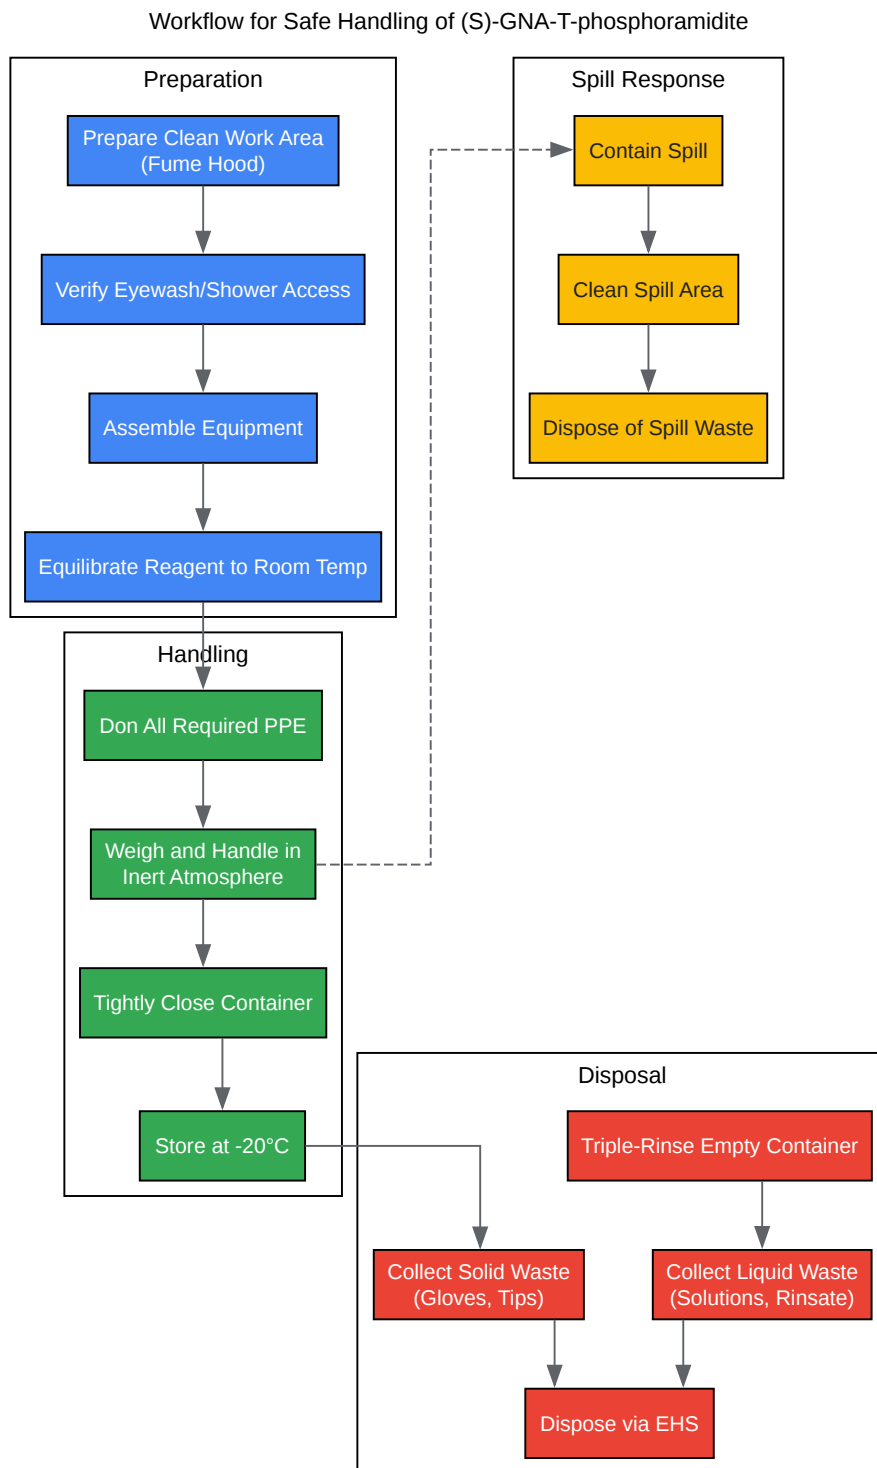 Workflow for Safe Handling of (S)-GNA-T-phosphoramidite
Preparation
Prepare Clean Work Area
(Fume Hood)
Verify Eyewash/Shower Access
Assemble Equipment
Equilibrate Reagent to Room Temp
Spill Response
Contain Spill
Clean Spill Area
Dispose of Spill Waste
Handling
Don All Required PPE
Weigh and Handle in
Inert Atmosphere
Tightly Close Container
Store at -20°C
Disposal
Triple-Rinse Empty Container
Collect Solid Waste
(Gloves, Tips)
Collect Liquid Waste
(Solutions, Rinsate)
Dispose via EHS